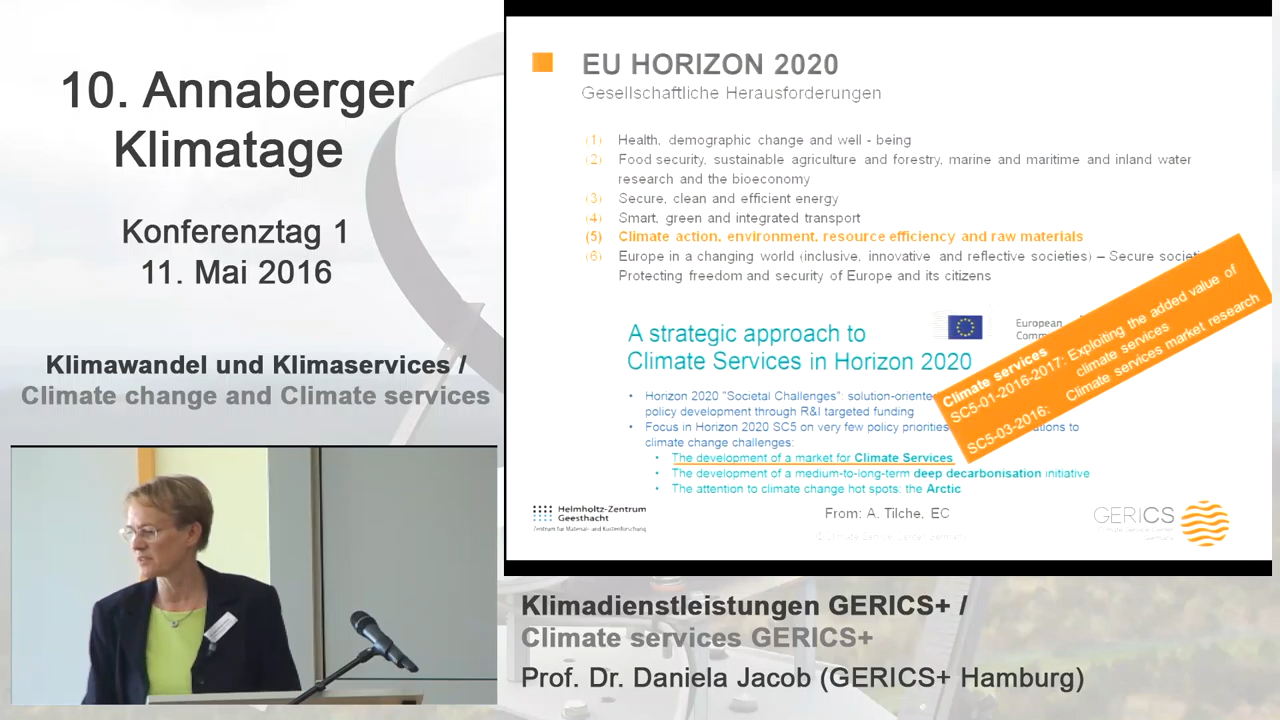 10. Annaberger
Klimatage
Konferenztag 1
11. Mai 2016
Klimawandel und Klimaservices /
Climate change and Climate services
EU HORIZON 2020
Gesellschaftliche Herausforderungen
(1) Health, demographic change and well - being
(2) Food security, sustainable agriculture and forestry, marine and maritime and inland water
research and the bioeconomy
(3) Secure, clean and efficient energy
(4) Smart, green and integrated transport
(5) Climate action, environment, resource efficiency and raw materials
(6) Europe in a changing world (inclusive, innovative and reflective societies) – Secure
Protecting freedom and security of Europe and its citizens
A strategic approach to
Climate Services in Horizon 2020
European
Climate services
SC5-01-2016-2017: Exploiting the added value of
climate services
SC5-03-2016: Climate services market research
• Horizon 2020 "Societal Challenges":
policy development through R&I targeted funding
• Focus in Horizon 2020 SC5 on very few policy priorities to
climate change challenges:
• The development of a market for Climate Services
• The development of a medium-to-long-term deep decarbonisation initiative
• The attention to climate change hot spots: the Arctic
Helmholtz-Zentrum
Geesthacht
Zentrum für Material- und Küstenforschung
From: A. Tilche, EC
GERICS
Klimadienstleistungen GERICS+ /
Climate services GERICS+
Prof. Dr. Daniela Jacob (GERICS+ Hamburg)